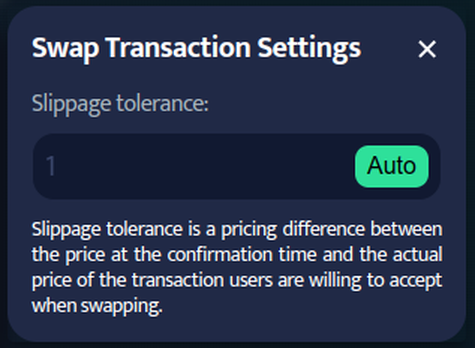 Swap Transaction Settings
Slippage tolerance:
1
Auto
Slippage tolerance is a pricing difference between
the price at the confirmation time and the actual
price of the transaction users are willing to accept
when swapping.